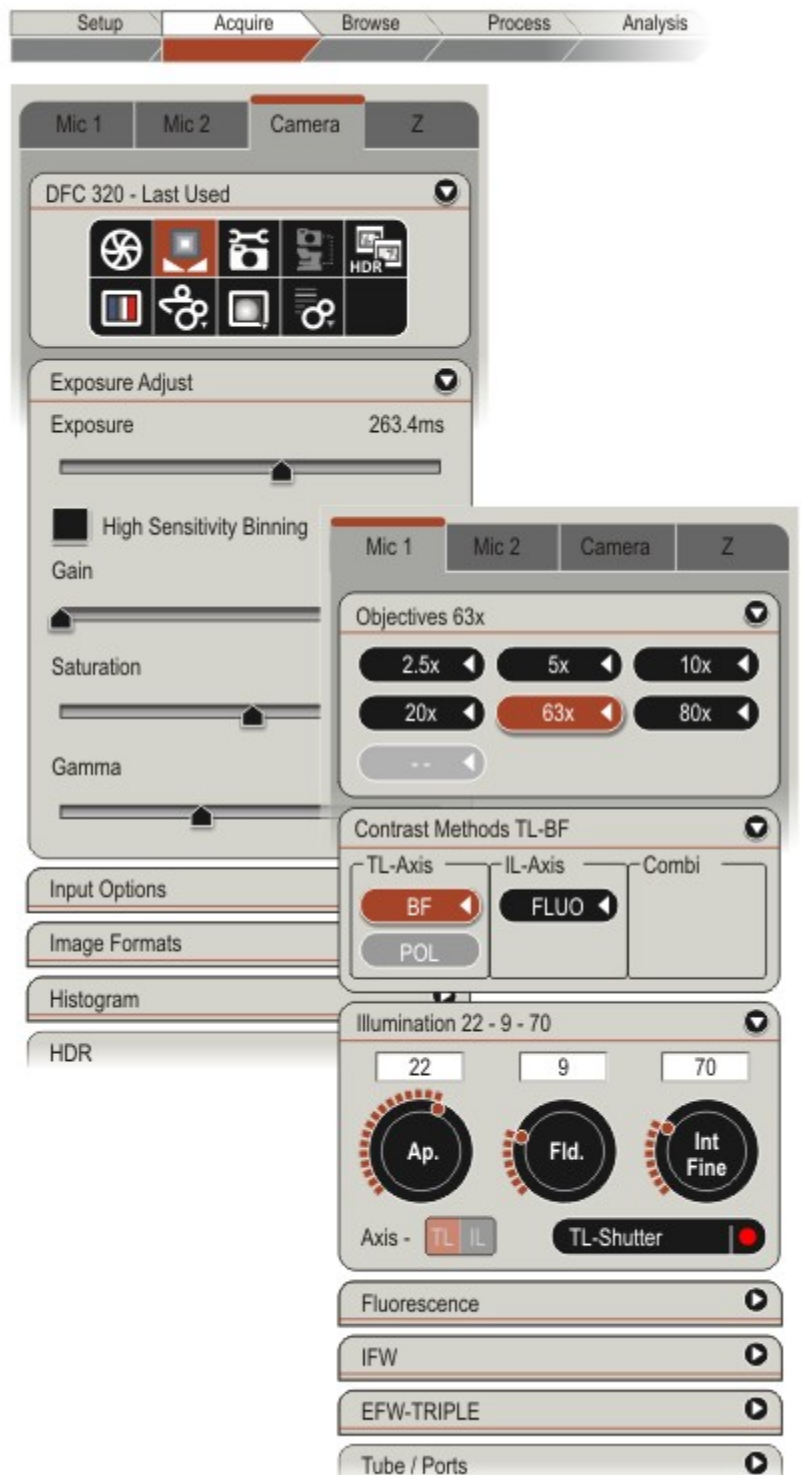 Setup Acquire Browse Process Analysis
Mic 1 Mic 2 Camera Z
DFC 320 - Last Used
HDR
Exposure Adjust
Exposure 263.4ms
High Sensitivity Binning
Gain
Saturation
Gamma
Input Options
Image Formats
Histogram
HDR
Mic 1 Mic 2 Camera Z
Objectives 63x
2.5x 5x 10x
20x 63x 80x
- -
Contrast Methods TL-BF
TL-Axis IL-Axis Combi
BF FLUO
POL
Illumination 22 - 9 - 70
22 9 70
Ap. Fld. Int Fine
Axis - TL IL TL-Shutter
Fluorescence
IFW
EFW-TRIPLE
Tube / Ports